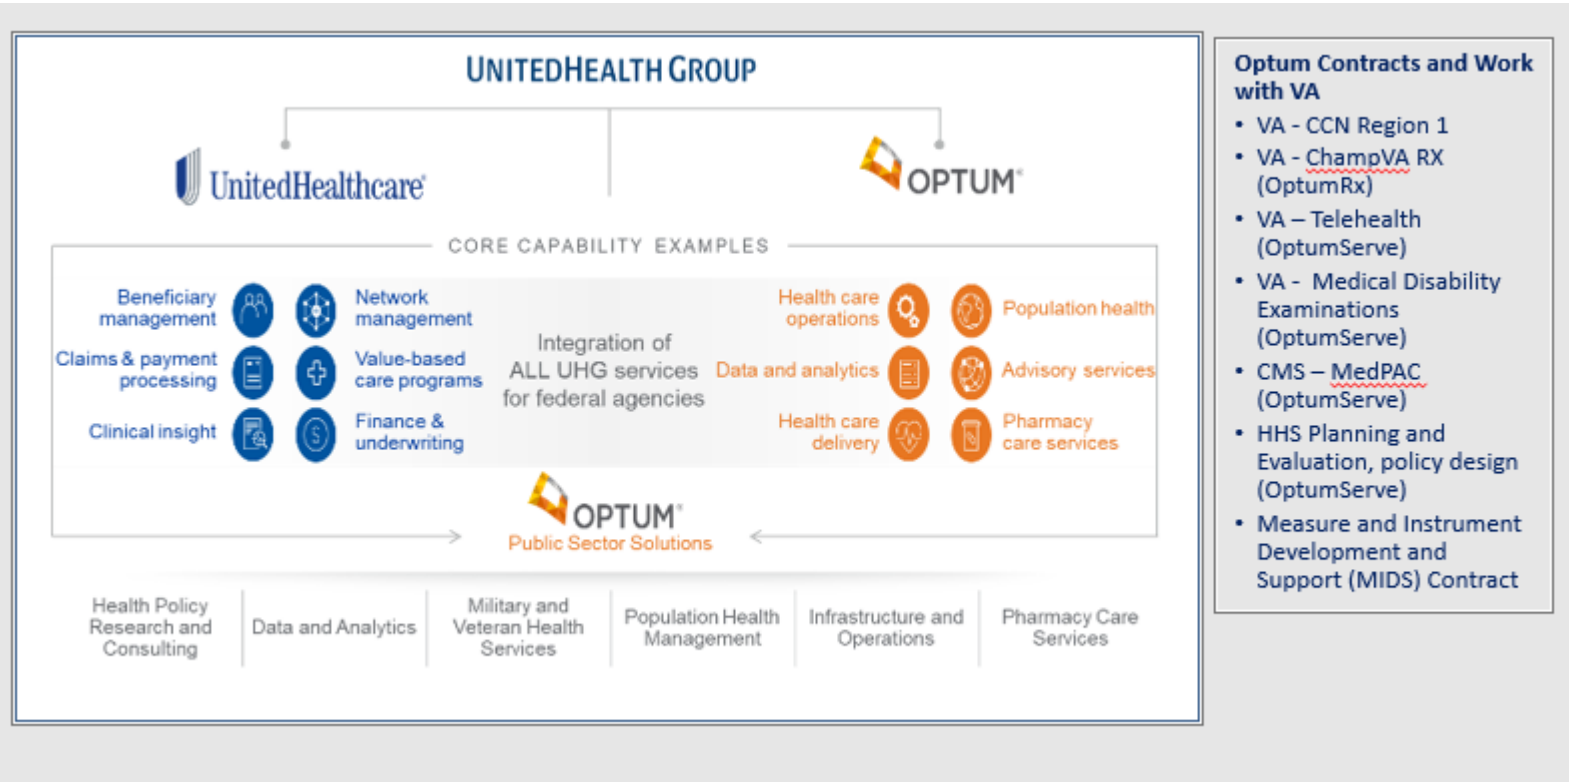 UNITEDHEALTH GROUP
UnitedHealthcare®
OPTUM®
CORE CAPABILITY EXAMPLES
Beneficiary
management
Network
management
Claims & payment
processing
Value-based
care programs
Clinical insight
Finance &
underwriting
Integration of
ALL UHG services
for federal agencies
Health care
operations
Population health
Data and analytics
Advisory services
Health care
delivery
Pharmacy
care services
OPTUM®
Public Sector Solutions
Health Policy
Research and
Consulting
Data and Analytics
Military and
Veteran Health
Services
Population Health
Management
Infrastructure and
Operations
Pharmacy Care
Services
Optum Contracts and Work
with VA
• VA - CCN Region 1
• VA - ChampVA RX
(OptumRx)
• VA – Telehealth
(OptumServe)
• VA - Medical Disability
Examinations
(OptumServe)
• CMS – MedPAC
(OptumServe)
• HHS Planning and
Evaluation, policy design
(OptumServe)
• Measure and Instrument
Development and
Support (MIDS) Contract